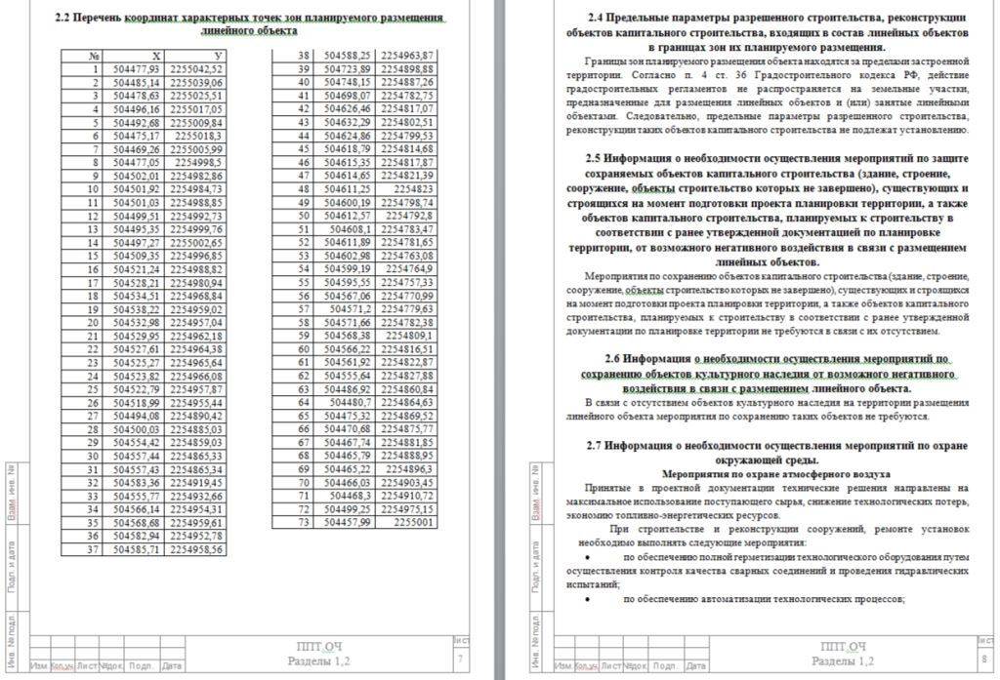 2.2 Перечень координат характерных точек зон планируемого размещения
линейного объекта
№ X У
1 504477,93 2255042,52
2 504485,14 2255039,06
3 504478,63 2255025,51
4 504496,16 2255017,05
5 504492,68 2255009,84
6 504475,17 2255018,3
7 504469,26 2255005,99
8 504477,05 2254998,5
9 504502,01 2254982,86
10 504501,92 2254984,73
11 504501,03 2254988,85
12 504499,51 2254992,73
13 504495,35 2254999,76
14 504497,27 2255002,65
15 504509,35 2254996,85
16 504521,24 2254988,82
17 504528,21 2254980,94
18 504534,51 2254968,84
19 504538,22 2254959,02
20 504532,98 2254957,04
21 504529,95 2254962,18
22 504527,61 2254964,38
23 504525,27 2254965,64
24 504523,82 2254966,08
25 504522,79 2254957,87
26 504518,99 2254955,44
27 504494,08 2254890,42
28 504500,03 2254885,03
29 504554,42 2254859,03
30 504557,44 2254865,33
31 504557,43 2254865,34
32 504583,36 2254919,45
33 504555,77 2254932,66
34 504566,14 2254954,31
35 504568,68 2254959,61
36 504582,94 2254952,78
37 504585,71 2254958,56
38 504588,25 2254963,87
39 504723,89 2254898,88
40 504748,15 2254887,26
41 504698,07 2254782,75
42 504626,46 2254817,07
43 504632,29 2254802,51
44 504624,86 2254799,53
45 504618,79 2254814,68
46 504615,35 2254817,87
47 504614,65 2254821,39
48 504611,25 2254823
49 504600,19 2254798,74
50 504612,57 2254792,8
51 504608,1 2254783,47
52 504611,89 2254781,65
53 504602,98 2254763,08
54 504599,19 2254764,9
55 504595,55 2254757,33
56 504567,06 2254770,99
57 504571,2 2254779,63
58 504571,66 2254782,38
59 504568,38 2254809,1
60 504566,22 2254816,51
61 504561,92 2254822,87
62 504555,64 2254827,88
63 504486,92 2254860,84
64 504480,7 2254864,63
65 504475,32 2254869,52
66 504470,68 2254875,77
67 504467,74 2254881,85
68 504465,79 2254888,95
69 504465,22 2254896,3
70 504466,03 2254903,45
71 504468,3 2254910,72
72 504499,25 2254975,15
73 504457,99 2255001
Взам. инв. №
Подп. и дата
Инв. № подл.
Изм. Кол.уч. Лист №док. Подп. Дата
ППТ.ОЧ
Разделы 1,2
Лист
7
2.4 Предельные параметры разрешенного строительства, реконструкции
объектов капитального строительства, входящих в состав линейных объектов
в границах зон их планируемого размещения.
Границы зон планируемого размещения объекта находятся за пределами застроенной
территории. Согласно п. 4 ст. 36 Градостроительного кодекса РФ, действие
градостроительных регламентов не распространяется на земельные участки,
предназначенные для размещения линейных объектов и (или) занятые линейными
объектами. Следовательно, предельные параметры разрешенного строительства,
реконструкции таких объектов капитального строительства не подлежат установлению.
2.5 Информация о необходимости осуществления мероприятий по защите
сохраняемых объектов капитального строительства (здание, строение,
сооружение, объекты строительство которых не завершено), существующих и
строящихся на момент подготовки проекта планировки территории, а также
объектов капитального строительства, планируемых к строительству в
соответствии с ранее утвержденной документацией по планировке
территории, от возможного негативного воздействия в связи с размещением
линейных объектов.
Мероприятия по сохранению объектов капитального строительства (здание, строение,
сооружение, объекты строительство которых не завершено), существующих и строящихся
на момент подготовки проекта планировки территории, а также объектов капитального
строительства, планируемых к строительству в соответствии с ранее утвержденной
документации по планировке территории не требуются в связи с их отсутствием.
2.6 Информация о необходимости осуществления мероприятий по
сохранению объектов культурного наследия от возможного негативного
воздействия в связи с размещением линейного объекта.
В связи с отсутствием объектов культурного наследия на территории размещения
линейного объекта мероприятия по сохранению таких объектов не требуются.
2.7 Информация о необходимости осуществления мероприятий по охране
окружающей среды.
Мероприятия по охране атмосферного воздуха
Принятые в проектной документации технические решения направлены на
максимальное использование поступающего сырья, снижение технологических потерь,
экономию топливно-энергетических ресурсов.
При строительстве и реконструкции сооружений, ремонте установок
необходимо выполнять следующие мероприятия:
• по обеспечению полной герметизации технологического оборудования путем
осуществления контроля качества сварных соединений и проведения гидравлических
испытаний;
• по обеспечению автоматизации технологических процессов;
Взам. инв. №
Подп. и дата
Инв. № подл.
Изм. Кол.уч. Лист №док. Подп. Дата
ППТ.ОЧ
Разделы 1,2
Лист
8